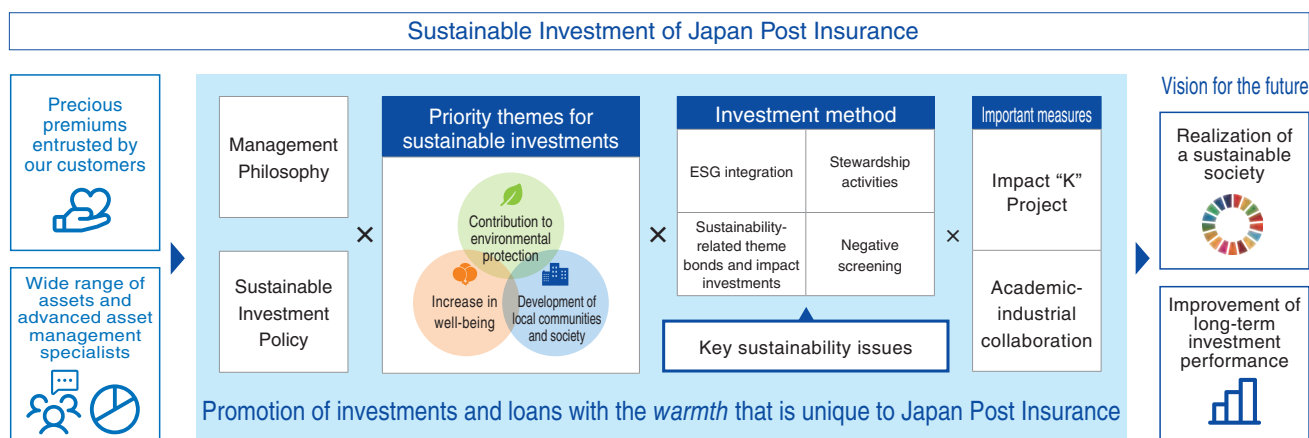 Sustainable Investment of Japan Post Insurance
Precious
premiums
entrusted by
our customers
Wide range of
assets and
advanced asset
management
specialists
Management
Philosophy
Sustainable
Investment
Policy
×
Priority themes for
sustainable investments
Contribution to
environmental
protection
Increase in
well-being
Development of
local communities
and society
×
Investment method
ESG integration
Stewardship
activities
Sustainability-
related theme
bonds and impact
investments
Negative
screening
Key sustainability issues
×
Important measures
Impact “K”
Project
Academic-
industrial
collaboration
Promotion of investments and loans with the warmth that is unique to Japan Post Insurance
Vision for the future
Realization of
a sustainable
society
Improvement of
long-term
investment
performance